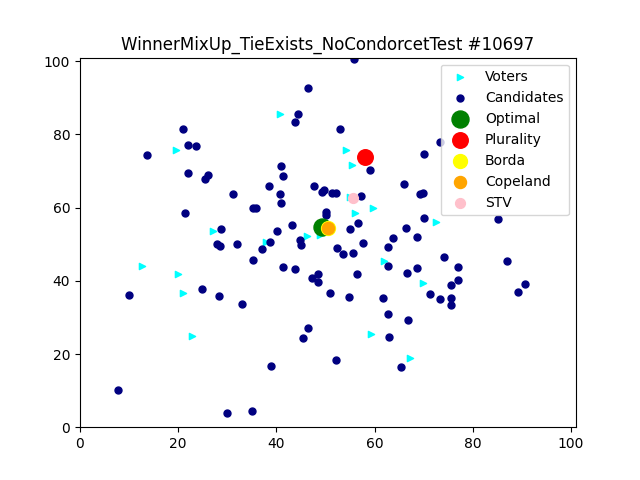 WinnerMixUp_TieExists_NoCondorcetTest #10697
100
80
60
40
20
0
0 20 40 60 80 100
Voters
Candidates
Optimal
Plurality
Borda
Copeland
STV